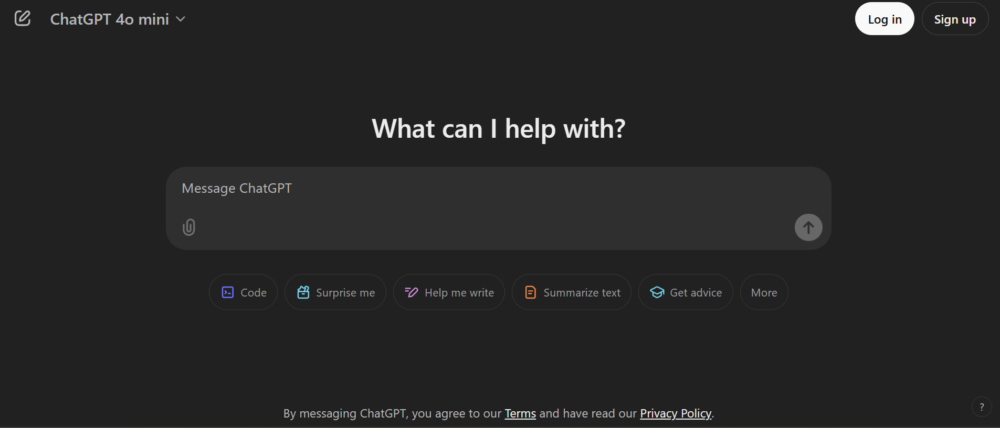 ChatGPT 4o mini
Log in
Sign up
What can I help with?
Message ChatGPT
Code
Surprise me
Help me write
Summarize text
Get advice
More
By messaging ChatGPT, you agree to our Terms and have read our Privacy Policy.
?